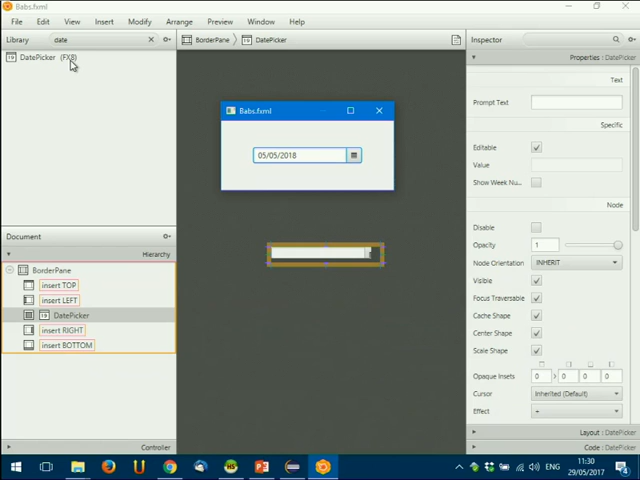 Babs.fxml
File Edit View Insert Modify Arrange Preview Window Help
Library date
DatePicker (FX8)
Document
Hierarchy
BorderPane
insert TOP
insert LEFT
DatePicker
insert RIGHT
insert BOTTOM
Controller
BorderPane DatePicker
Babs.fxml
05/05/2018
Inspector
Properties : DatePicker
Text
Prompt Text
Specific
Editable
Value
Show Week Nu...
Node
Disable
Opacity 1
Node Orientation INHERIT
Visible
Focus Traversable
Cache Shape
Center Shape
Scale Shape
Opaque Insets 0 0 0 0
Cursor Inherited (Default)
Effect +
Layout : DatePicker
Code : DatePicker
ENG
11:30
29/05/2017